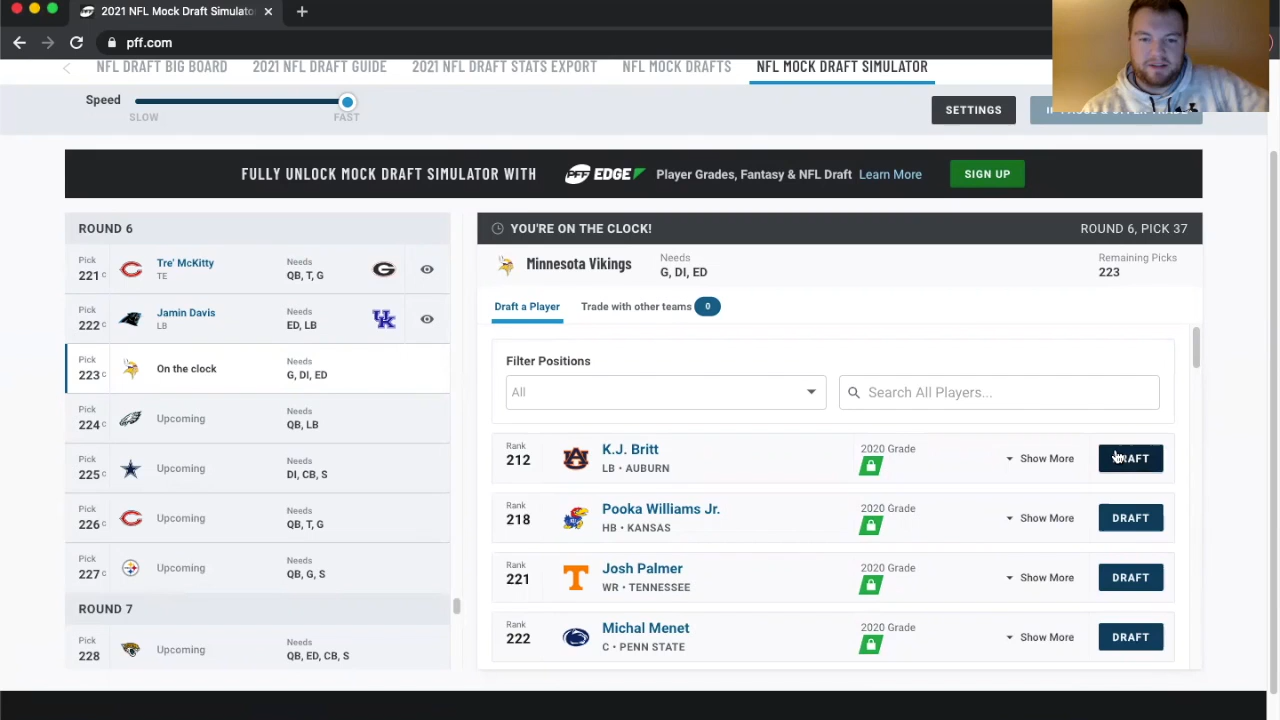 2021 NFL Mock Draft Simulato
pff.com
NFL DRAFT BIG BOARD
2021 NFL DRAFT GUIDE
2021 NFL DRAFT STATS EXPORT
NFL MOCK DRAFTS
NFL MOCK DRAFT SIMULATOR
Speed
SLOW
FAST
SETTINGS
FULLY UNLOCK MOCK DRAFT SIMULATOR WITH
PFF EDGE
Player Grades, Fantasy & NFL Draft Learn More
SIGN UP
ROUND 6
Pick
221 c
Tre' McKitty
TE
Needs
QB, T, G
Pick
222 c
Jamin Davis
LB
Needs
ED, LB
Pick
223 c
On the clock
Needs
G, DI, ED
Pick
224 c
Upcoming
Needs
QB, LB
Pick
225 c
Upcoming
Needs
DI, CB, S
Pick
226 c
Upcoming
Needs
QB, T, G
Pick
227 c
Upcoming
Needs
QB, G, S
ROUND 7
Pick
228
Upcoming
Needs
QB, ED, CB, S
YOU'RE ON THE CLOCK!
ROUND 6, PICK 37
Minnesota Vikings
Needs
G, DI, ED
Remaining Picks
223
Draft a Player
Trade with other teams 0
Filter Positions
All
Search All Players...
Rank
212
K.J. Britt
LB • AUBURN
2020 Grade
Show More
DRAFT
Rank
218
Pooka Williams Jr.
HB • KANSAS
2020 Grade
Show More
DRAFT
Rank
221
Josh Palmer
WR • TENNESSEE
2020 Grade
Show More
DRAFT
Rank
222
Michal Menet
C • PENN STATE
2020 Grade
Show More
DRAFT